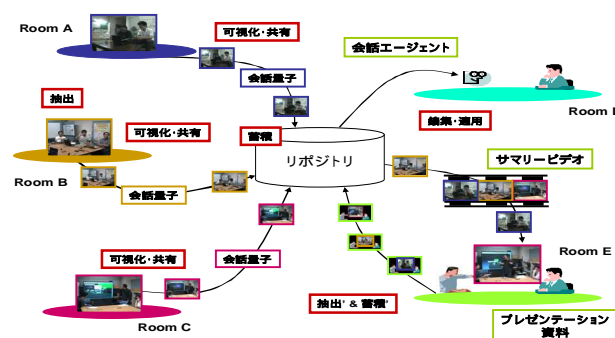 Room A
可視化・共有
会話量子
会話エージェント
抽出
可視化・共有
蓄積
リポジトリ
編集・適用
Room
サマリービデオ
Room B
会話量子
可視化・共有
会話量子
Room E
Room C
抽出' & 蓄積'
プレゼンテーション
資料